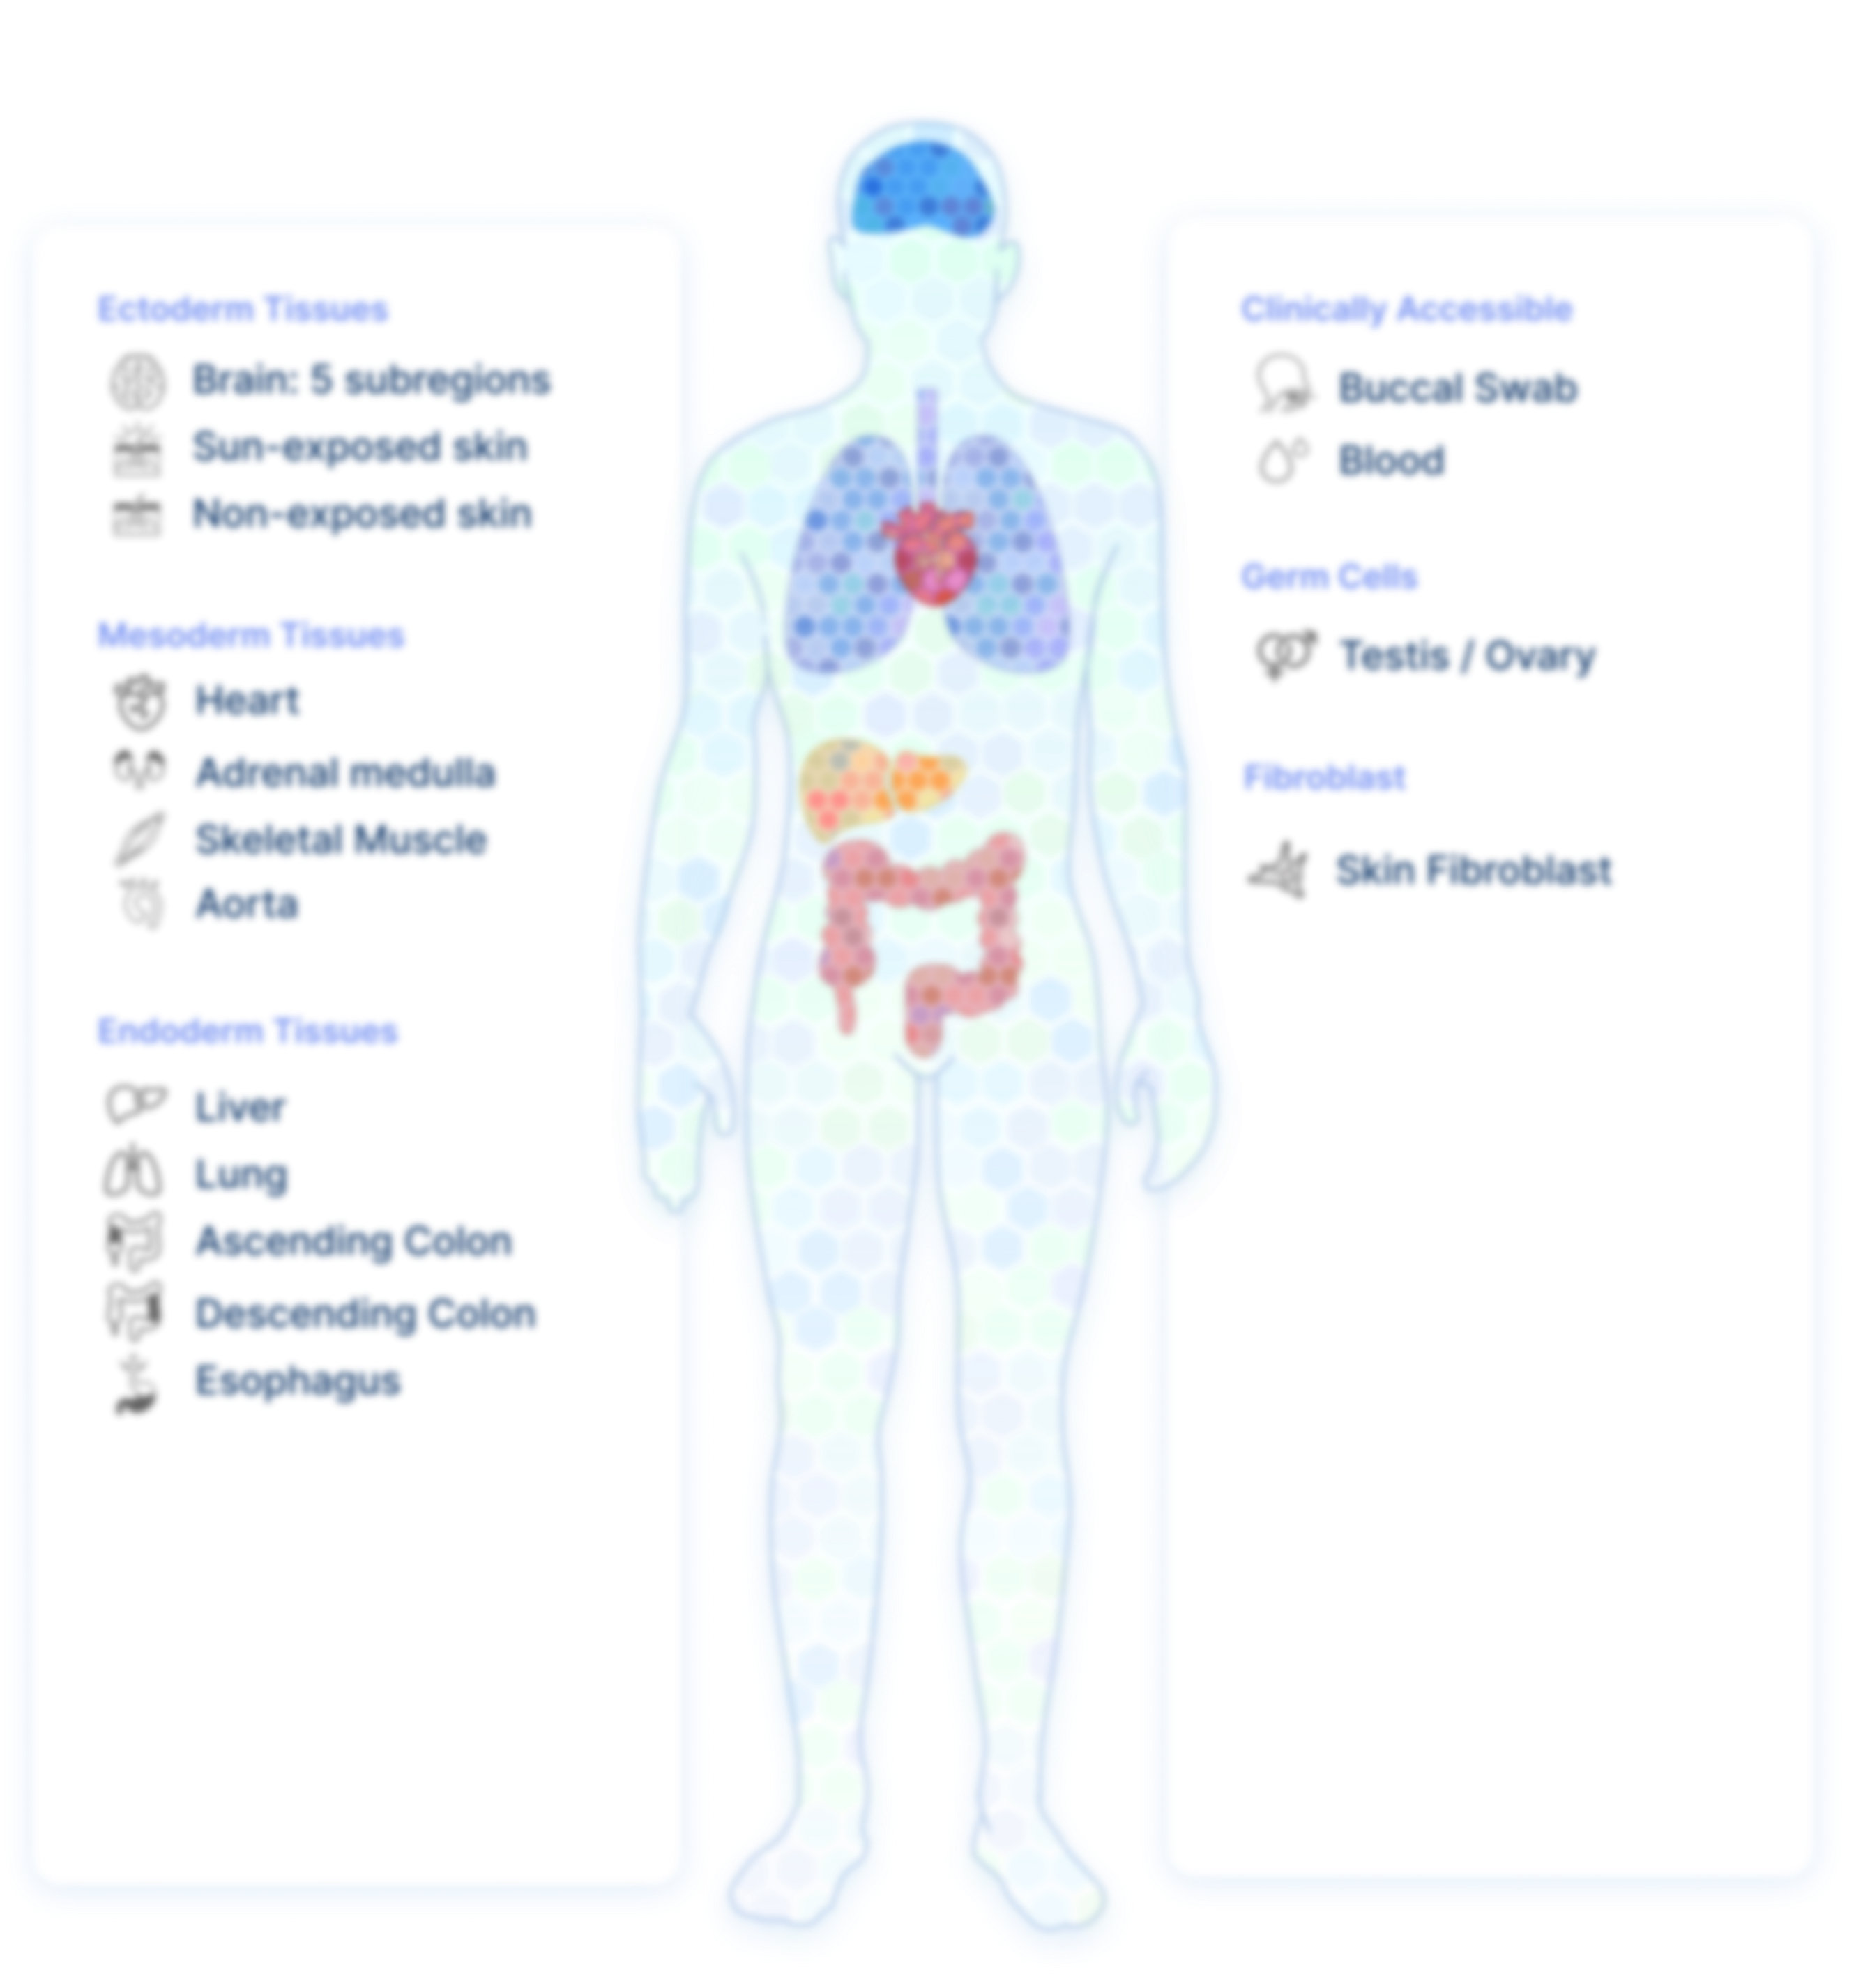 Ectoderm Tissues
Brain: 5 subregions
Sun-exposed skin
Non-exposed skin
Mesoderm Tissues
Heart
Adrenal medulla
Skeletal Muscle
Aorta
Endoderm Tissues
Liver
Lung
Ascending Colon
Descending Colon
Esophagus
Clinically Accessible
Buccal Swab
Blood
Germ Cells
Testis / Ovary
Fibroblast
Skin Fibroblast